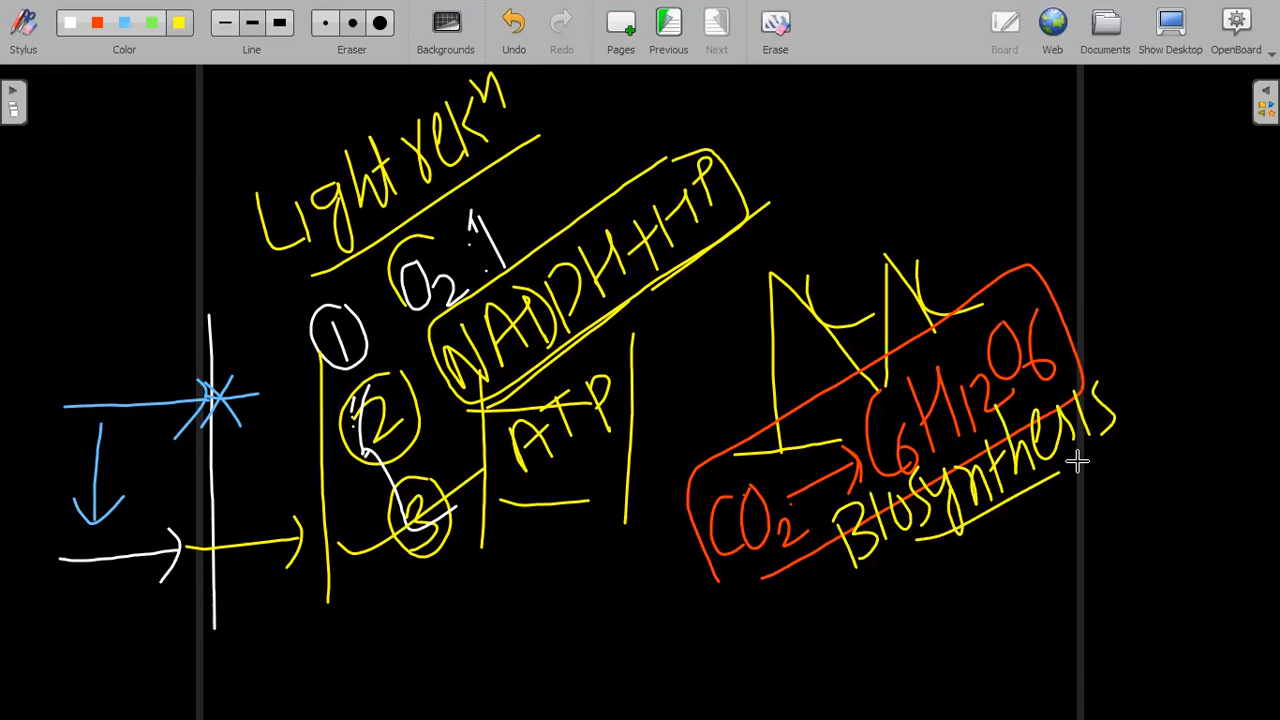 Stylus
Color
Line
Eraser
Backgrounds
Undo
Redo
Pages
Previous
Next
Erase
Board
Web
Documents
Show Desktop
OpenBoard
Light rekn
O2
1
NADPH+HP
2
ATP
3
CO2 → C6H12O6
Biosynthesis